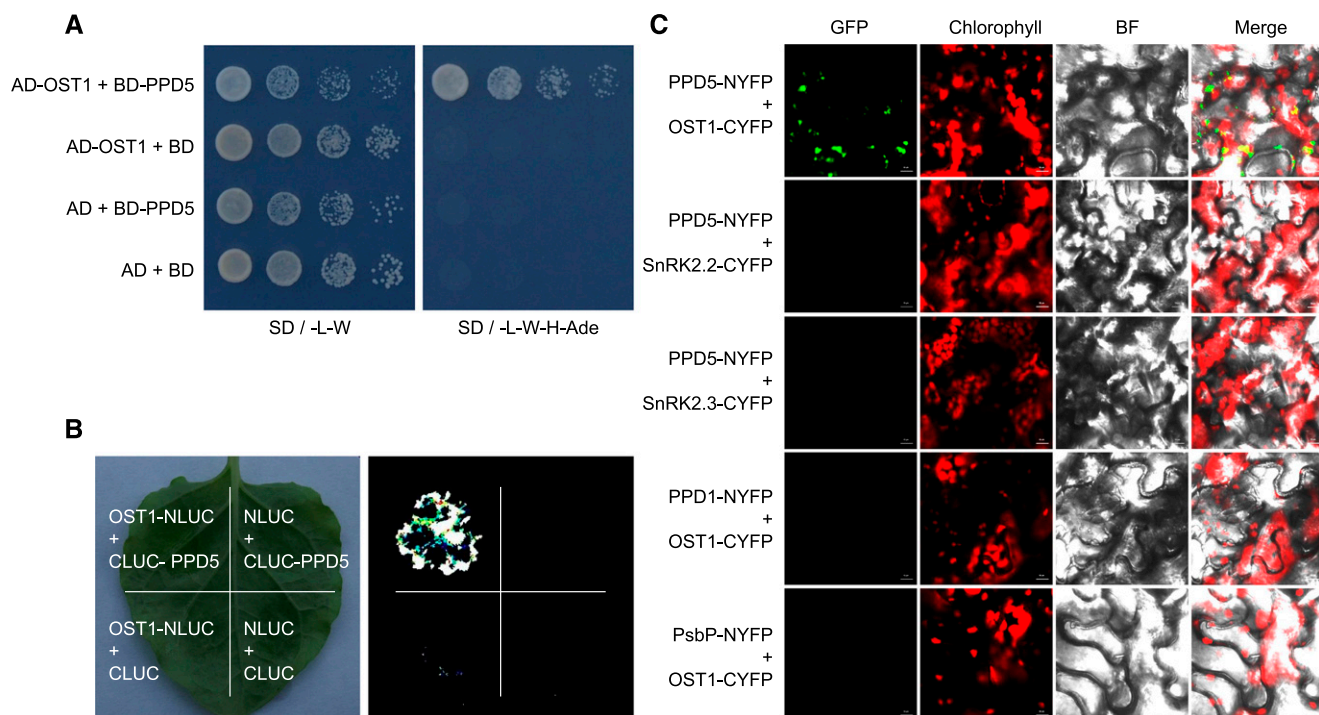 A
AD-OST1 + BD-PPD5
AD-OST1 + BD
AD + BD-PPD5
AD + BD
SD / -L-W
SD / -L-W-H-Ade
B
OST1-NLUC
+
CLUC- PPD5
NLUC
+
CLUC-PPD5
OST1-NLUC
+
CLUC
NLUC
+
CLUC
C
GFP
Chlorophyll
BF
Merge
PPD5-NYFP
+
OST1-CYFP
PPD5-NYFP
+
SnRK2.2-CYFP
PPD5-NYFP
+
SnRK2.3-CYFP
PPD1-NYFP
+
OST1-CYFP
PsbP-NYFP
+
OST1-CYFP